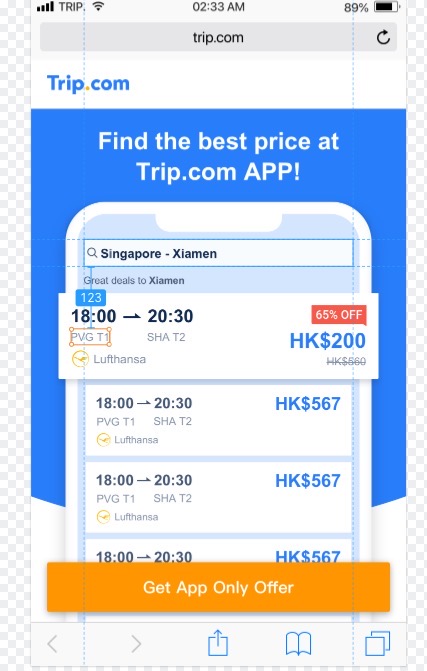 TRIP. 02:33 AM 89%
trip.com
Trip.com
Find the best price at
Trip.com APP!
Singapore - Xiamen
Great deals to Xiamen
123
18:00 20:30 65% OFF
PVG T1 SHA T2 HK$200
Lufthansa HK$560
18:00 20:30 HK$567
PVG T1 SHA T2
Lufthansa
18:00 20:30 HK$567
PVG T1 SHA T2
Lufthansa
18:00 20:30 HK$567
Get App Only Offer